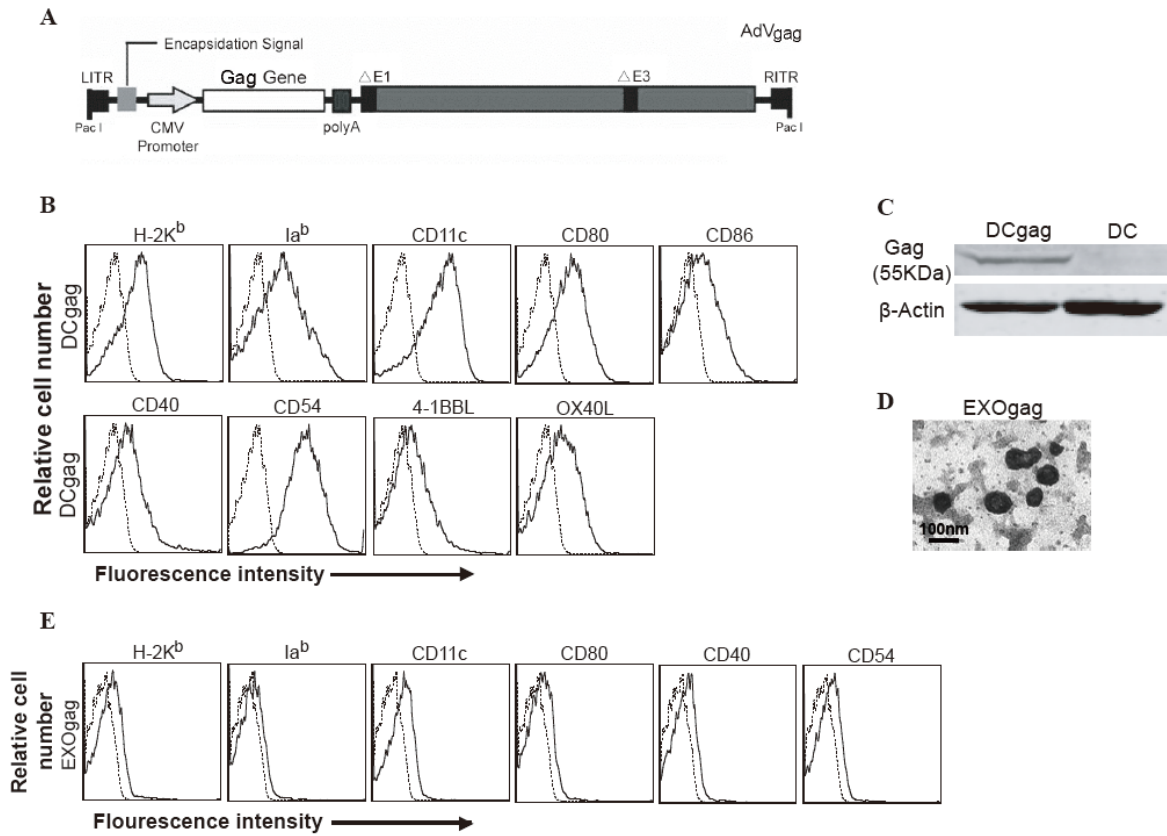 A
AdVgag
Encapsidation Signal
LITR
Gag Gene
△E1
△E3
RITR
Pac I
CMV
Promoter
polyA
Pac I
B
H-2Kb
Iab
CD11c
CD80
CD86
DCgag
CD40
CD54
4-1BBL
OX40L
DCgag
Relative cell number
Fluorescence intensity
C
DCgag DC
Gag
(55KDa)
β-Actin
D
EXOgag
100nm
E
H-2Kb
Iab
CD11c
CD80
CD40
CD54
Relative cell
number
EXOgag
Flourescence intensity